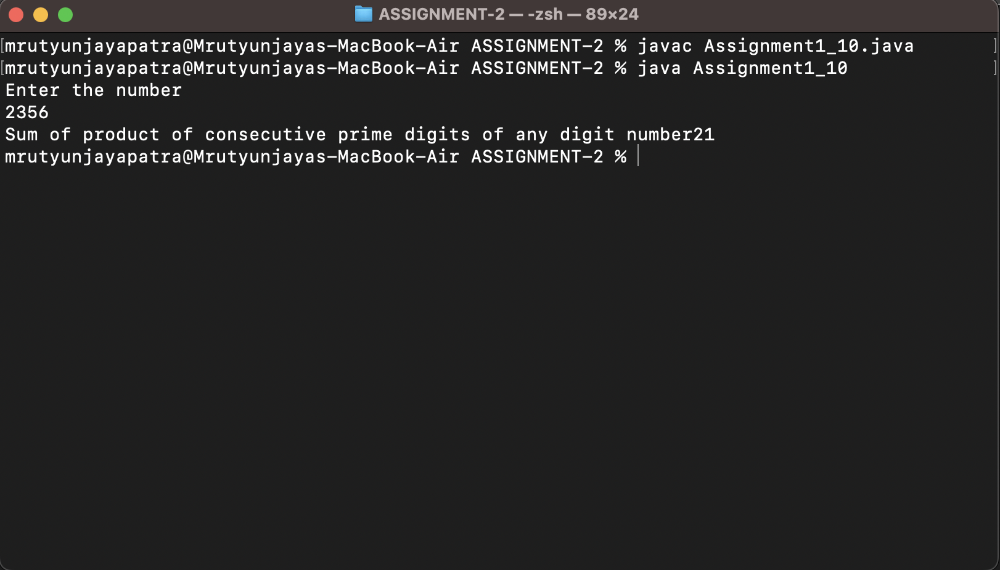 ASSIGNMENT-2 — -zsh — 89×24
[mrutyunjayapatra@Mrutyunjayas-MacBook-Air ASSIGNMENT-2 % javac Assignment1_10.java ]
[mrutyunjayapatra@Mrutyunjayas-MacBook-Air ASSIGNMENT-2 % java Assignment1_10 ]
Enter the number
2356
Sum of product of consecutive prime digits of any digit number21
mrutyunjayapatra@Mrutyunjayas-MacBook-Air ASSIGNMENT-2 %